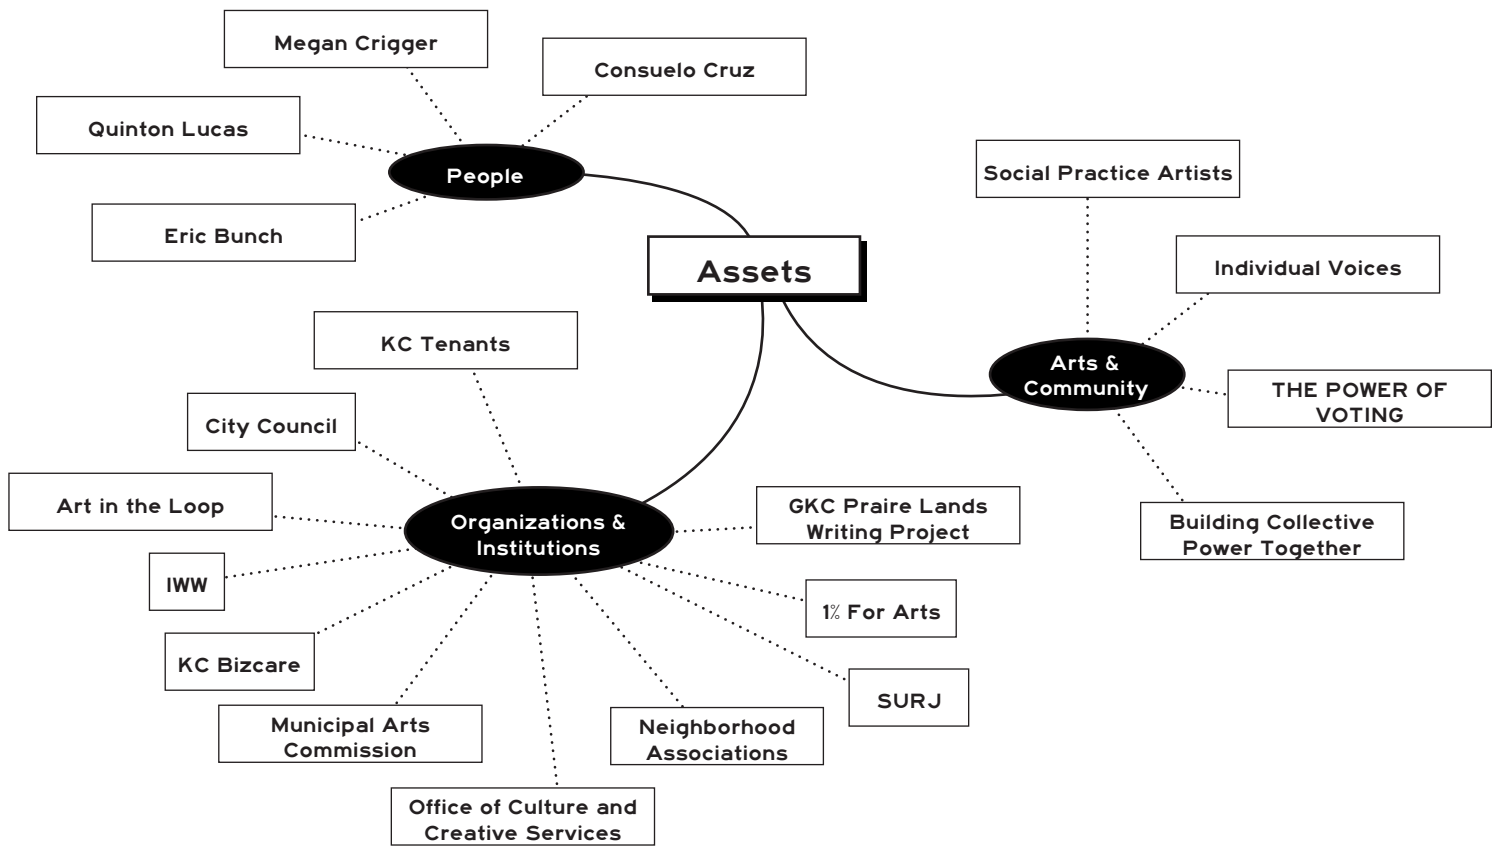 Megan Crigger
Consuelo Cruz
Quinton Lucas
People
Eric Bunch
Assets
Social Practice Artists
Individual Voices
Arts &
Community
THE POWER OF
VOTING
Building Collective
Power Together
KC Tenants
City Council
Art in the Loop
Organizations &
Institutions
GKC Praire Lands
Writing Project
IWW
1% For Arts
KC Bizcare
SURJ
Municipal Arts
Commission
Neighborhood
Associations
Office of Culture and
Creative Services